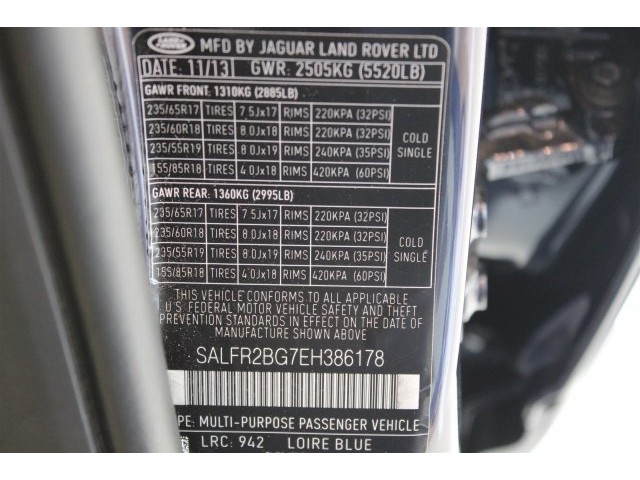 LAND ROVER MFD BY JAGUAR LAND ROVER LTD
DATE: 11/13 GWR: 2505KG (5520LB)
GAWR FRONT: 1310KG (2885LB)
235/65R17 TIRES 7.5Jx17 RIMS 220KPA (32PSI)
235/60R18 TIRES 8.0Jx18 RIMS 220KPA (32PSI) COLD
235/55R19 TIRES 8.0Jx19 RIMS 240KPA (35PSI) SINGLE
155/85R18 TIRES 4.0Jx18 RIMS 420KPA (60PSI)
GAWR REAR: 1360KG (2995LB)
235/65R17 TIRES 7.5Jx17 RIMS 220KPA (32PSI)
235/60R18 TIRES 8.0Jx18 RIMS 220KPA (32PSI) COLD
235/55R19 TIRES 8.0Jx19 RIMS 240KPA (35PSI) SINGLE
155/85R18 TIRES 4.0Jx18 RIMS 420KPA (60PSI)
THIS VEHICLE CONFORMS TO ALL APPLICABLE
U.S. FEDERAL MOTOR VEHICLE SAFETY AND THEFT
PREVENTION STANDARDS IN EFFECT ON THE DATE OF
MANUFACTURE SHOWN ABOVE
SALFR2BG7EH386178
PE: MULTI-PURPOSE PASSENGER VEHICLE
LRC: 942 LOIRE BLUE